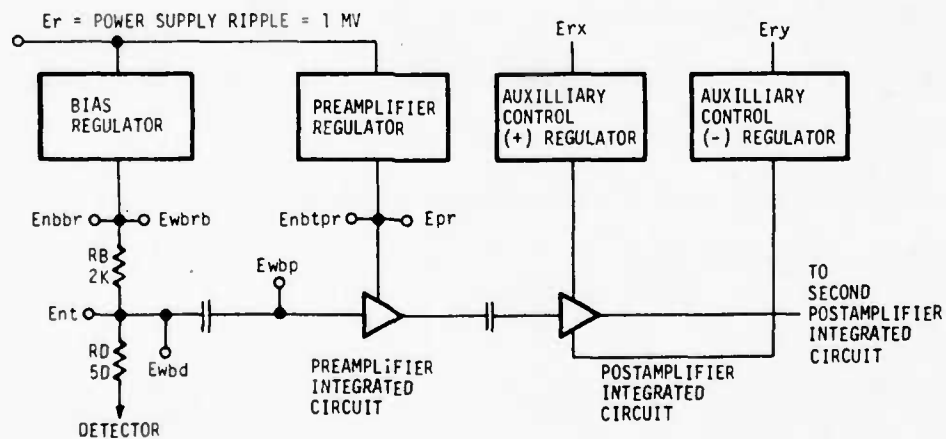 Er = POWER SUPPLY RIPPLE = 1 MV
Erx
Ery
BIAS
REGULATOR
PREAMPLIFIER
REGULATOR
AUXILLIARY
CONTROL
(+) REGULATOR
AUXILLIARY
CONTROL
(-) REGULATOR
Enbbr
Ewbrb
Enbtpr
Epr
RB
2K
Ewbp
Ent
RD
50
Ewbd
DETECTOR
PREAMPLIFIER
INTEGRATED
CIRCUIT
POSTAMPLIFIER
INTEGRATED
CIRCUIT
TO
SECOND
POSTAMPLIFIER
INTEGRATED
CIRCUIT